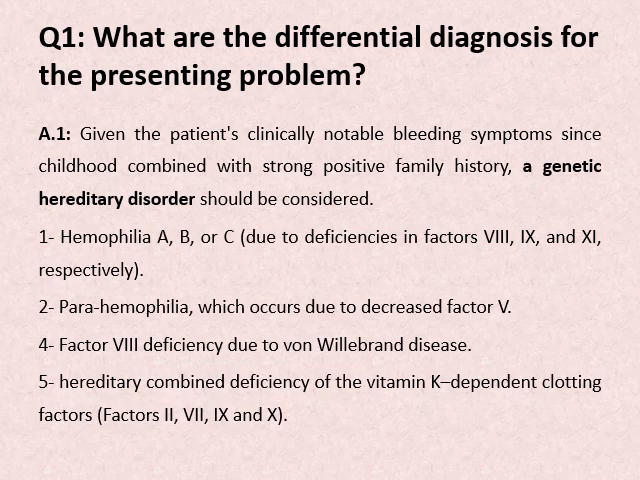 Q1: What are the differential diagnosis for
the presenting problem?
A.1: Given the patient's clinically notable bleeding symptoms since
childhood combined with strong positive family history, a genetic
hereditary disorder should be considered.
1- Hemophilia A, B, or C (due to deficiencies in factors VIII, IX, and XI,
respectively).
2- Para-hemophilia, which occurs due to decreased factor V.
4- Factor VIII deficiency due to von Willebrand disease.
5- hereditary combined deficiency of the vitamin K–dependent clotting
factors (Factors II, VII, IX and X).